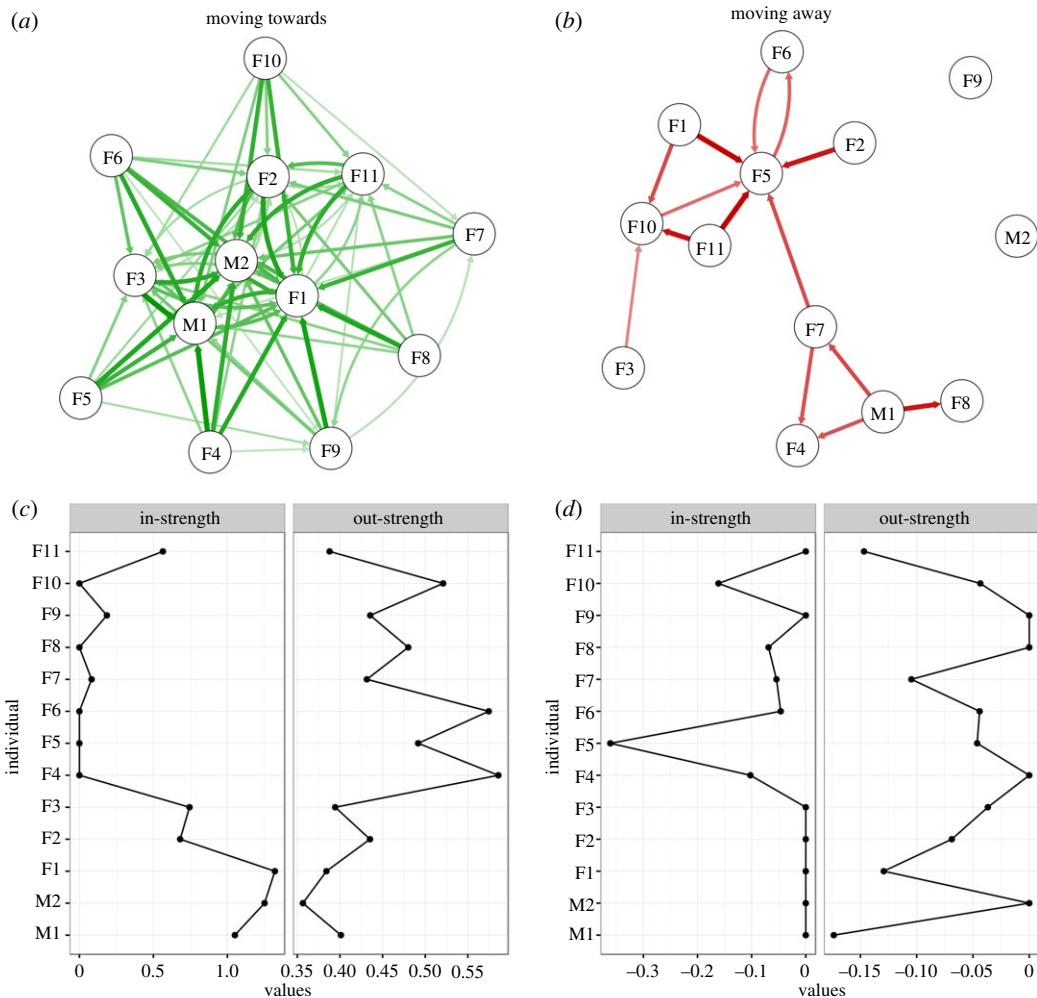 (a)
moving towards
F10
F6
F2
F11
F7
M2
F3
F1
M1
F8
F5
F4
F9
(b)
moving away
F6
F9
F1
F2
F5
F10
F11
M2
F7
F3
M1
F8
F4
(c)
in-strength
out-strength
individual
F11
F10
F9
F8
F7
F6
F5
F4
F3
F2
F1
M2
M1
0 0.5 1.0
0.35 0.40 0.45 0.50 0.55
values
(d)
in-strength
out-strength
individual
F11
F10
F9
F8
F7
F6
F5
F4
F3
F2
F1
M2
M1
−0.3 −0.2 −0.1 0
−0.15 −0.10 −0.05 0
values